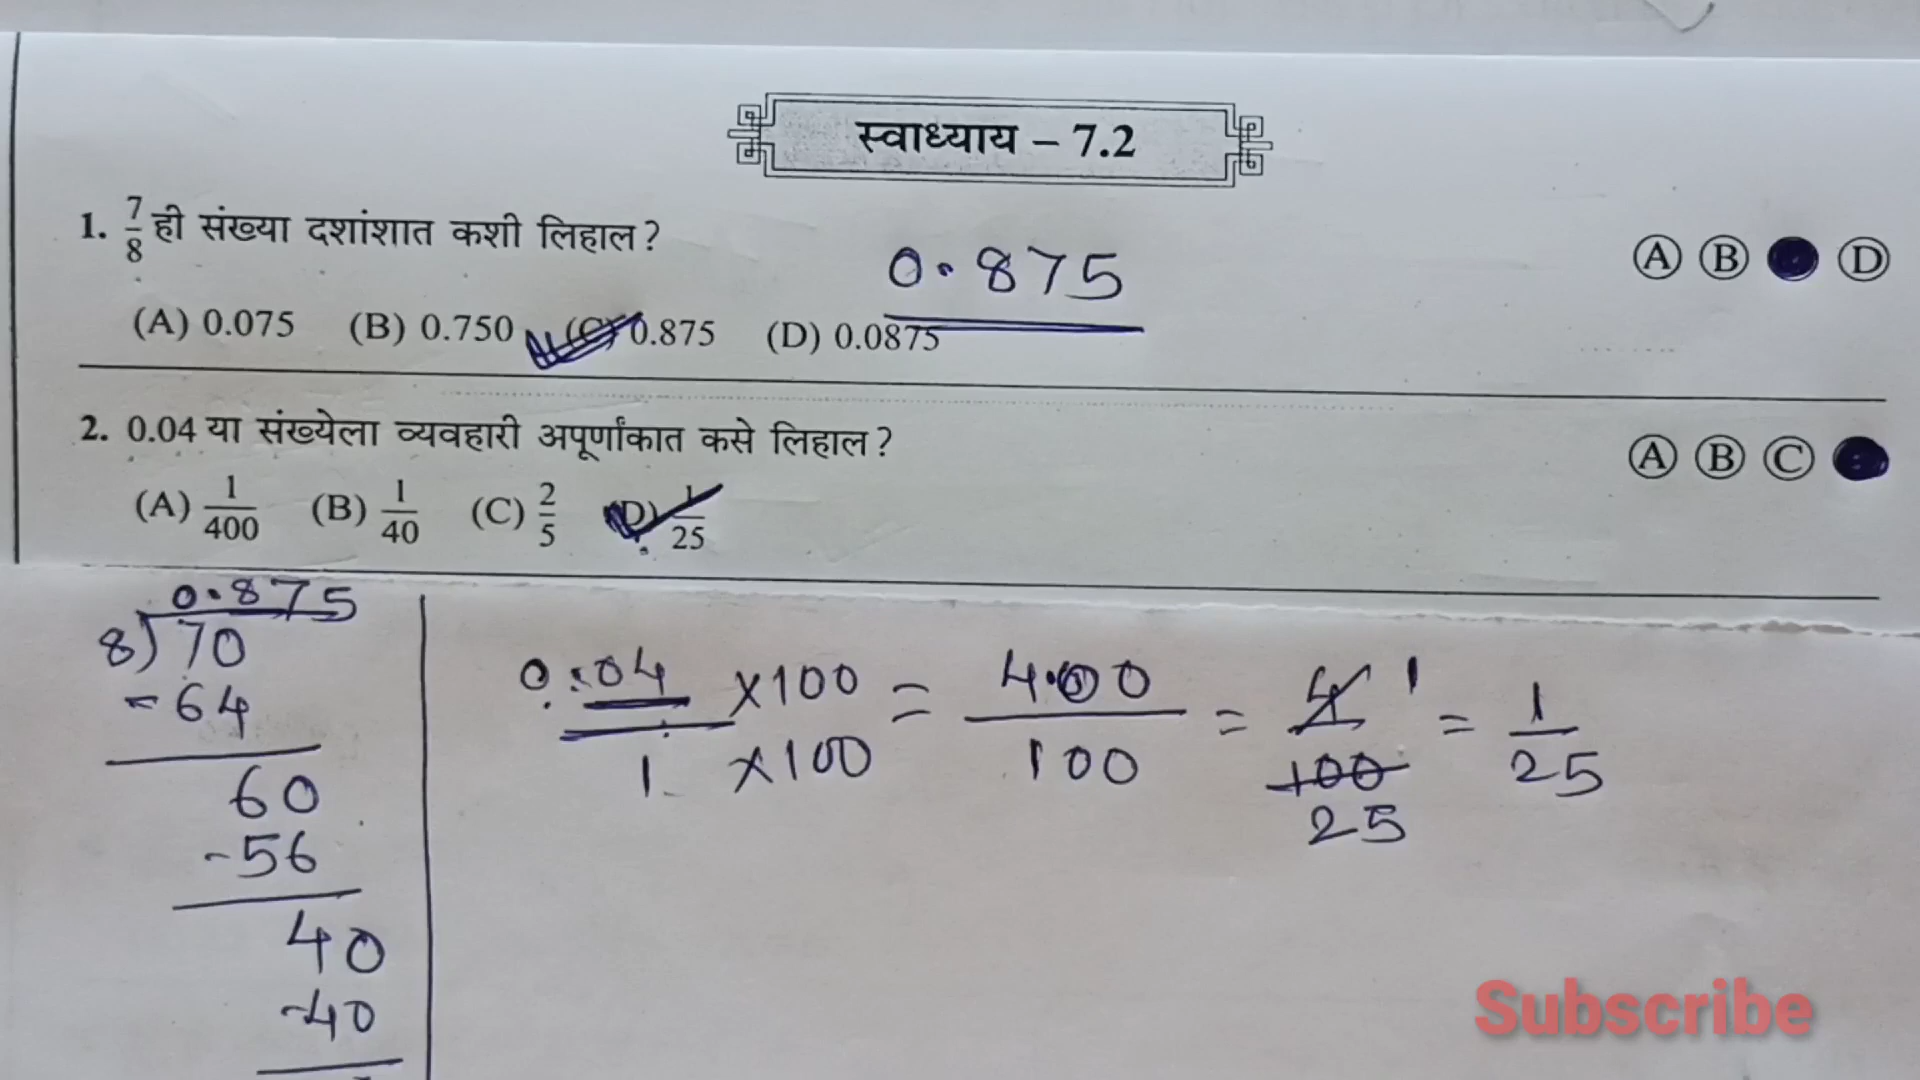 स्वाध्याय – 7.2
1. 7/8 ही संख्या दशांशात कशी लिहाल ?
0.875
Ⓐ Ⓑ Ⓓ
(A) 0.075 (B) 0.750 (C) 0.875 (D) 0.0875
2. 0.04 या संख्येला व्यवहारी अपूर्णांकात कसे लिहाल ?
Ⓐ Ⓑ Ⓒ
(A) 1/400 (B) 1/40 (C) 2/5 (D) 1/25
0.875
8) 70
- 64
60
- 56
40
- 40
0.04/1 ×100/×100 = 4.00/100 = 4/100 1/25 = 1/25
Subscribe